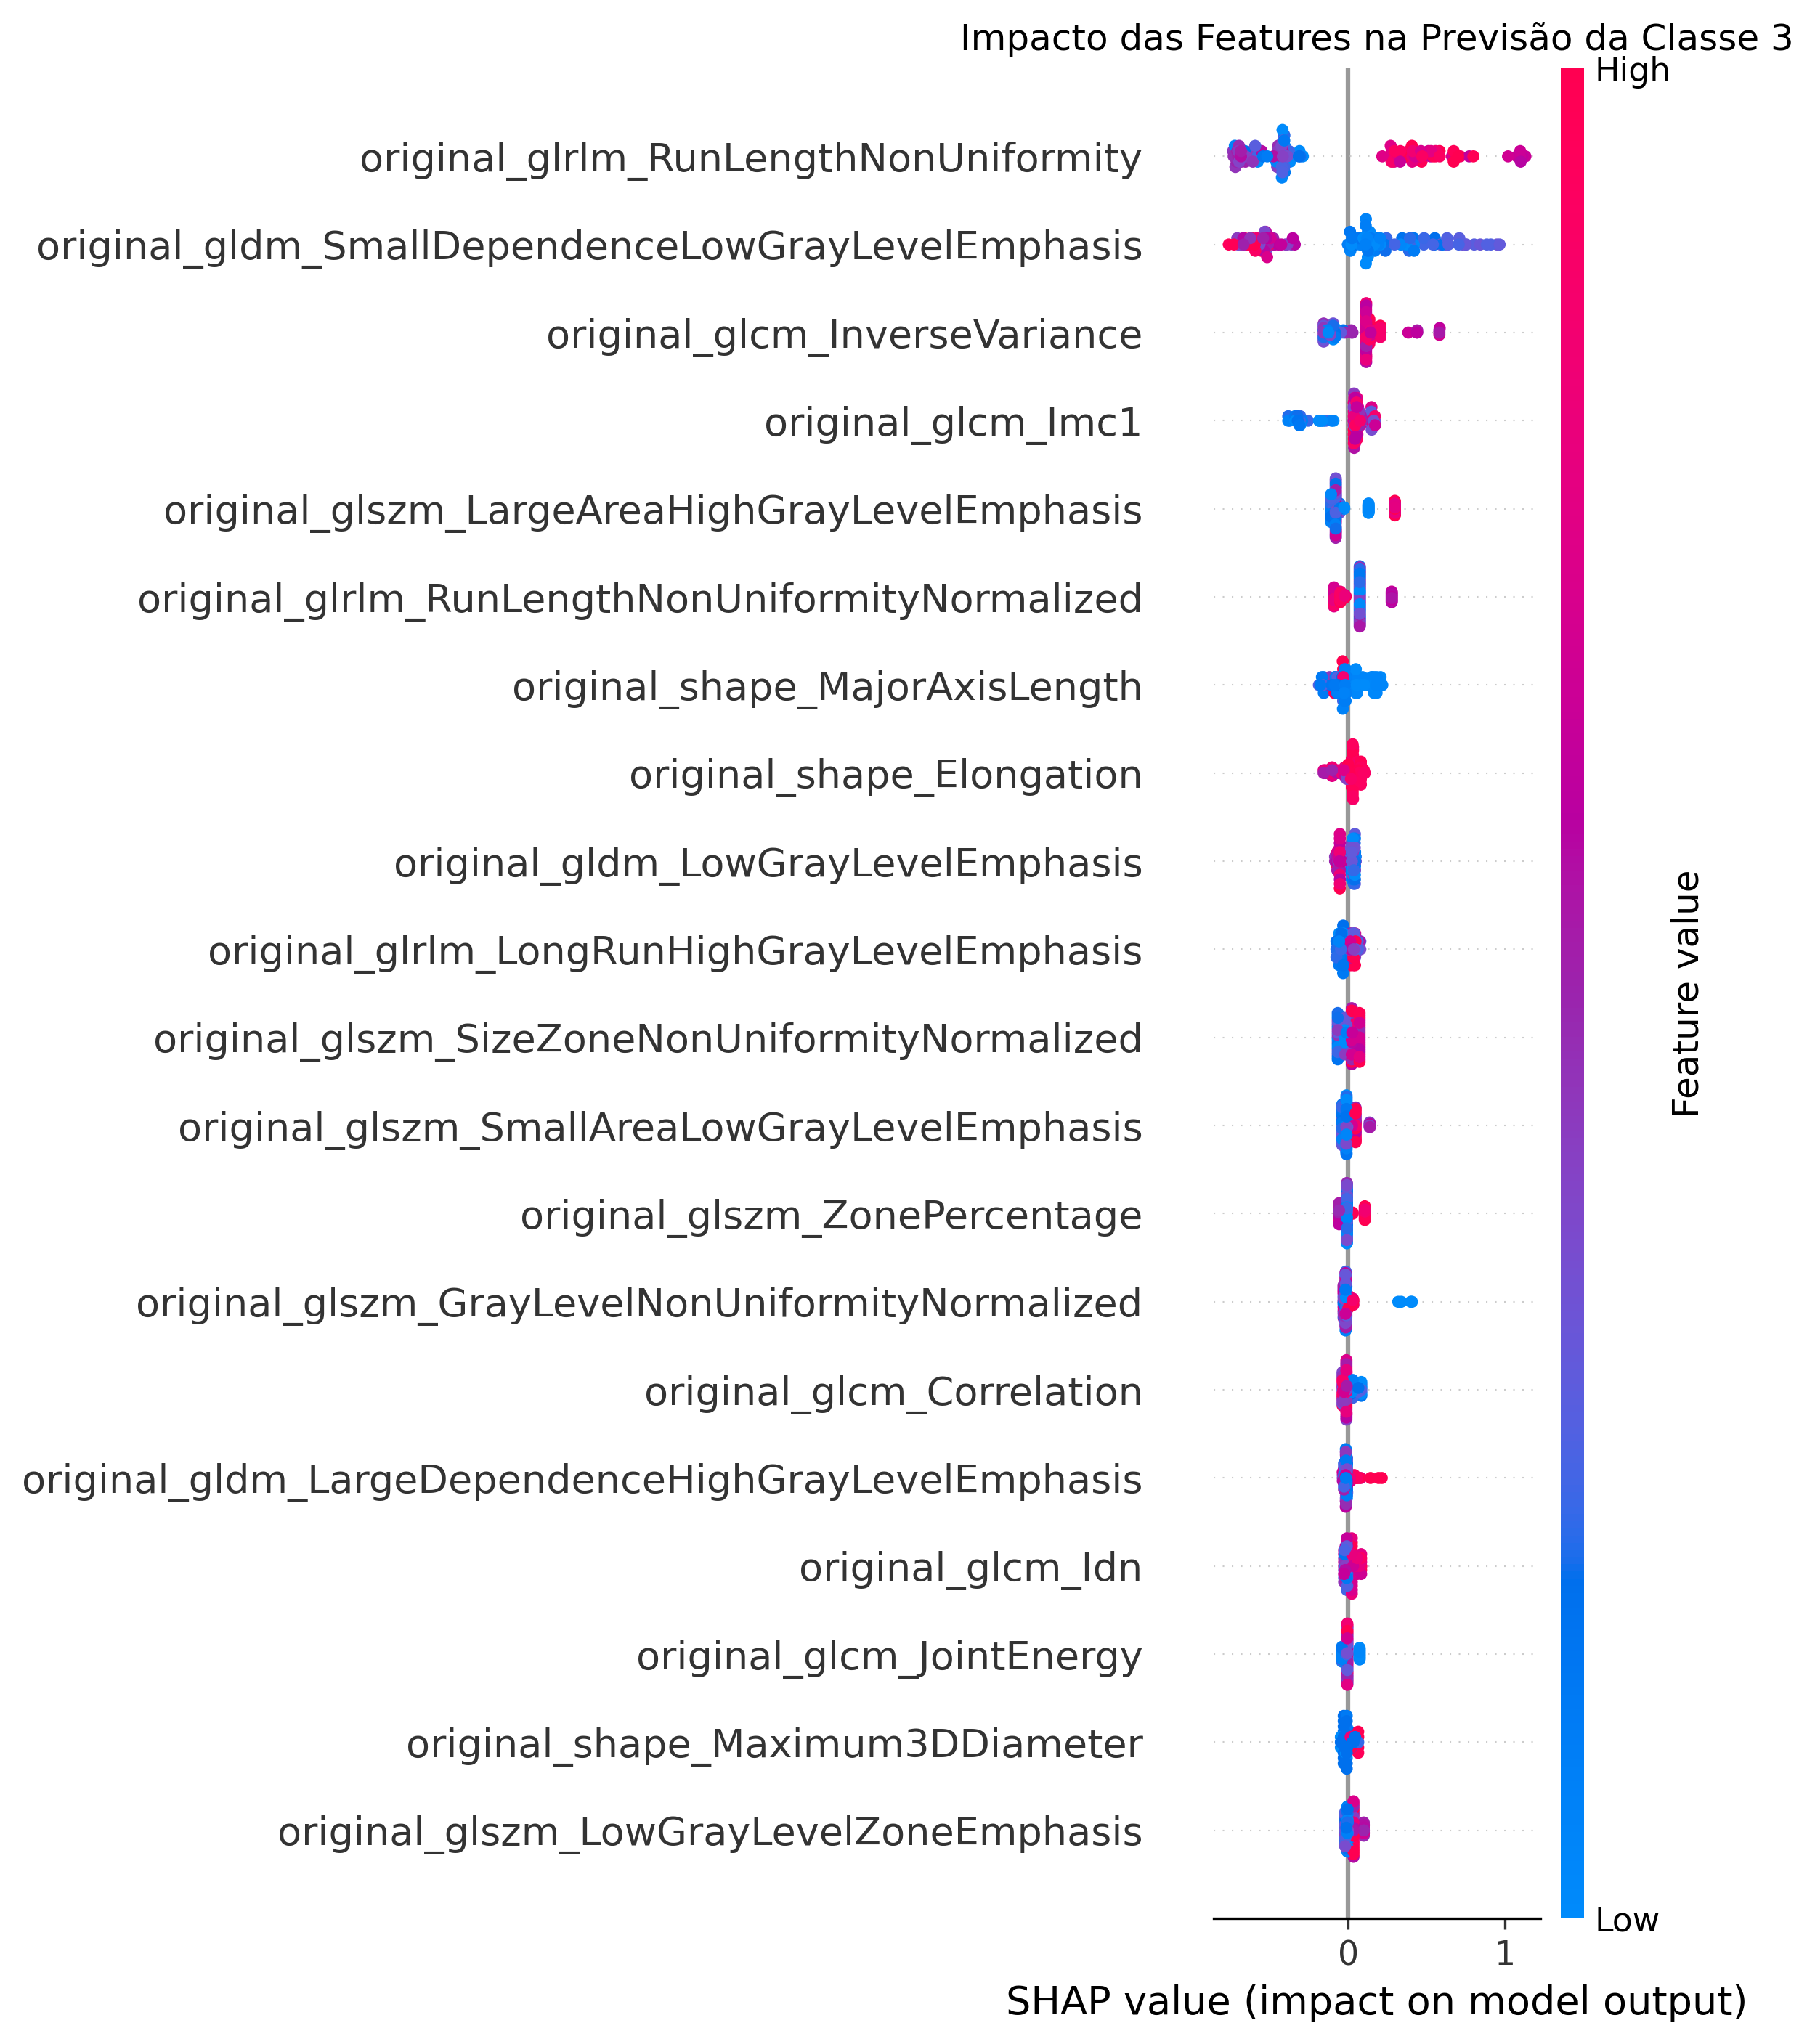 Impacto das Features na Previsão da Classe 3
High
original_glrlm_RunLengthNonUniformity
original_gldm_SmallDependenceLowGrayLevelEmphasis
original_glcm_InverseVariance
original_glcm_Imc1
original_glszm_LargeAreaHighGrayLevelEmphasis
original_glrlm_RunLengthNonUniformityNormalized
original_shape_MajorAxisLength
original_shape_Elongation
original_gldm_LowGrayLevelEmphasis
original_glrlm_LongRunHighGrayLevelEmphasis
original_glszm_SizeZoneNonUniformityNormalized
original_glszm_SmallAreaLowGrayLevelEmphasis
original_glszm_ZonePercentage
original_glszm_GrayLevelNonUniformityNormalized
original_glcm_Correlation
original_gldm_LargeDependenceHighGrayLevelEmphasis
original_glcm_Idn
original_glcm_JointEnergy
original_shape_Maximum3DDiameter
original_glszm_LowGrayLevelZoneEmphasis
Feature value
Low
0 1
SHAP value (impact on model output)